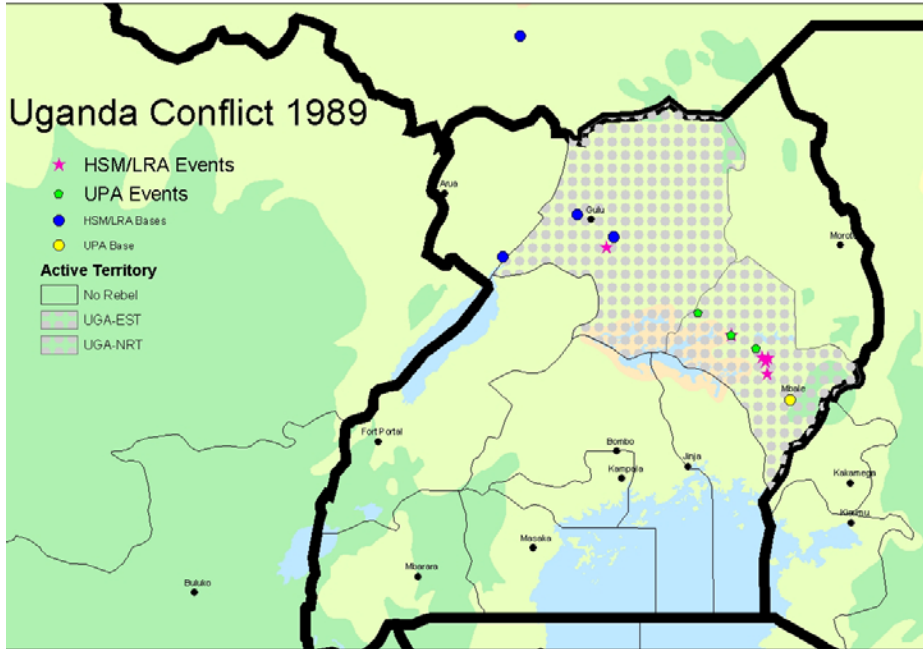 Uganda Conflict 1989
HSM/LRA Events
UPA Events
HSM/LRA Bases
UPA Base
Active Territory
No Rebel
UGA-EST
UGA-NRT
Arua
Gulu
Moroto
Mbale
Fort Portal
Bombo
Kampala
Jinja
Kakamega
Kisumu
Masaka
Mbarara
Buluko